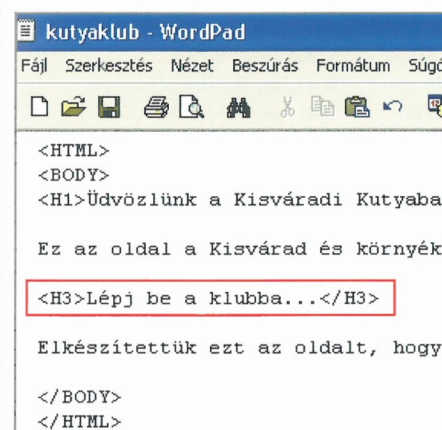 kutyaklub - WordPad
Fájl Szerkesztés Nézet Beszúrás Formátum Súgó
<HTML>
<BODY>
<H1>Üdvözlünk a Kisváradi Kutyaba
Ez az oldal a Kisvárad és környék
<H3>Lépj be a klubba...</H3>
Elkészítettük ezt az oldalt, hogy
</BODY>
</HTML>